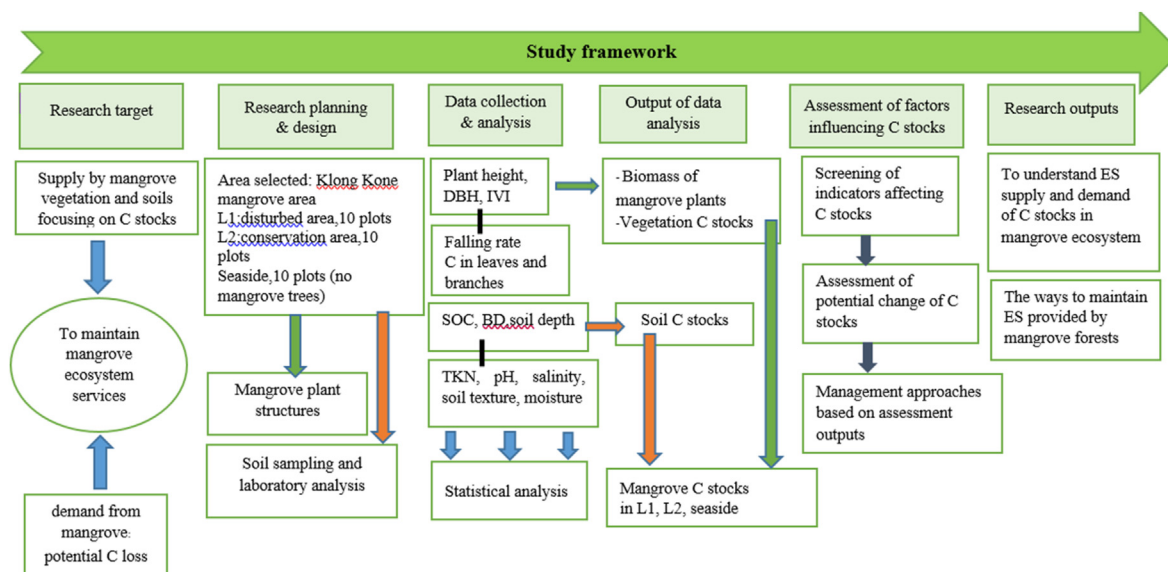 Study framework
Research target
Supply by mangrove
vegetation and soils
focusing on C stocks
To maintain
mangrove
ecosystem
services
demand from
mangrove:
potential C loss
Research planning
& design
Area selected: Klong Kone
mangrove area
L1:disturbed area,10 plots
L2:conservation area,10
plots
Seaside,10 plots (no
mangrove trees)
Mangrove plant
structures
Soil sampling and
laboratory analysis
Data collection
& analysis
Plant height,
DBH, IVI
Falling rate
C in leaves and
branches
SOC, BD,soil depth
TKN, pH, salinity,
soil texture, moisture
Statistical analysis
Output of data
analysis
-Biomass of
mangrove plants
-Vegetation C stocks
Soil C stocks
Mangrove C stocks
in L1, L2, seaside
Assessment of factors
influencing C stocks
Screening of
indicators affecting
C stocks
Assessment of
potential change of C
stocks
Management approaches
based on assessment
outputs
Research outputs
To understand ES
supply and demand
of C stocks in
mangrove ecosystem
The ways to maintain
ES provided by
mangrove forests